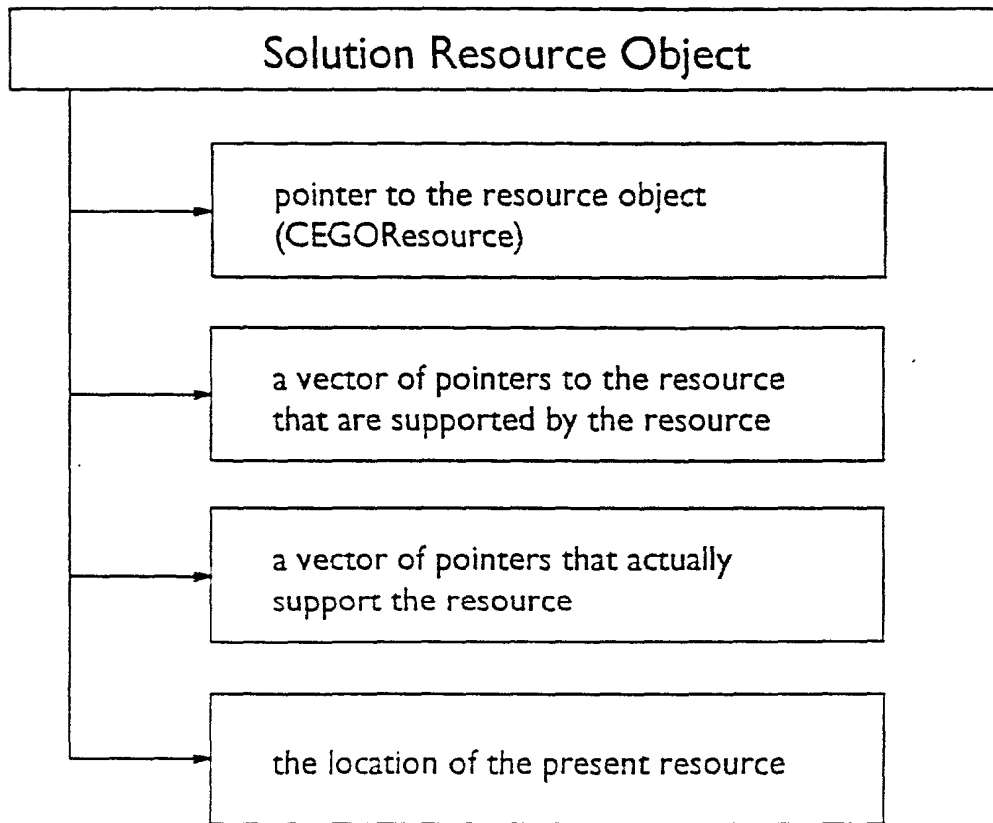 Solution Resource Object
pointer to the resource object
(CEGOResource)
a vector of pointers to the resource
that are supported by the resource
a vector of pointers that actually
support the resource
the location of the present resource